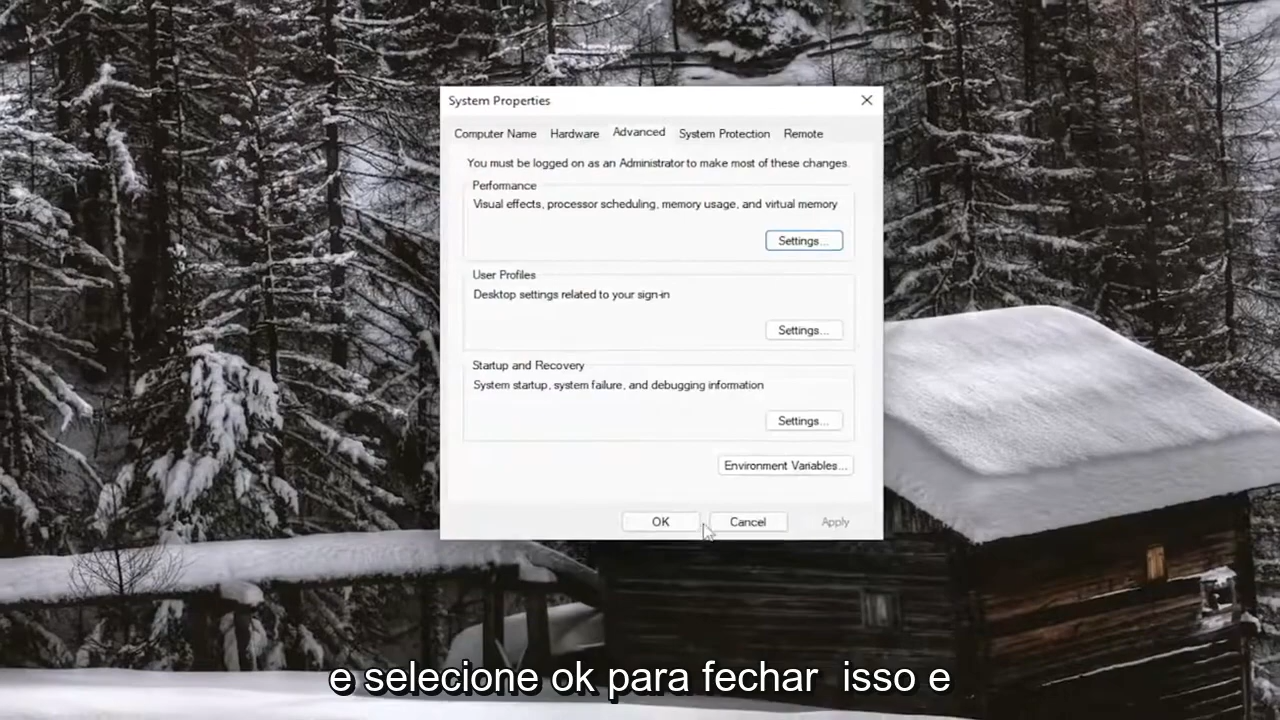 System Properties
Computer Name Hardware Advanced System Protection Remote
You must be logged on as an Administrator to make most of these changes.
Performance
Visual effects, processor scheduling, memory usage, and virtual memory
Settings...
User Profiles
Desktop settings related to your sign-in
Settings...
Startup and Recovery
System startup, system failure, and debugging information
Settings...
Environment Variables...
OK Cancel Apply
e selecione ok para fechar isso e